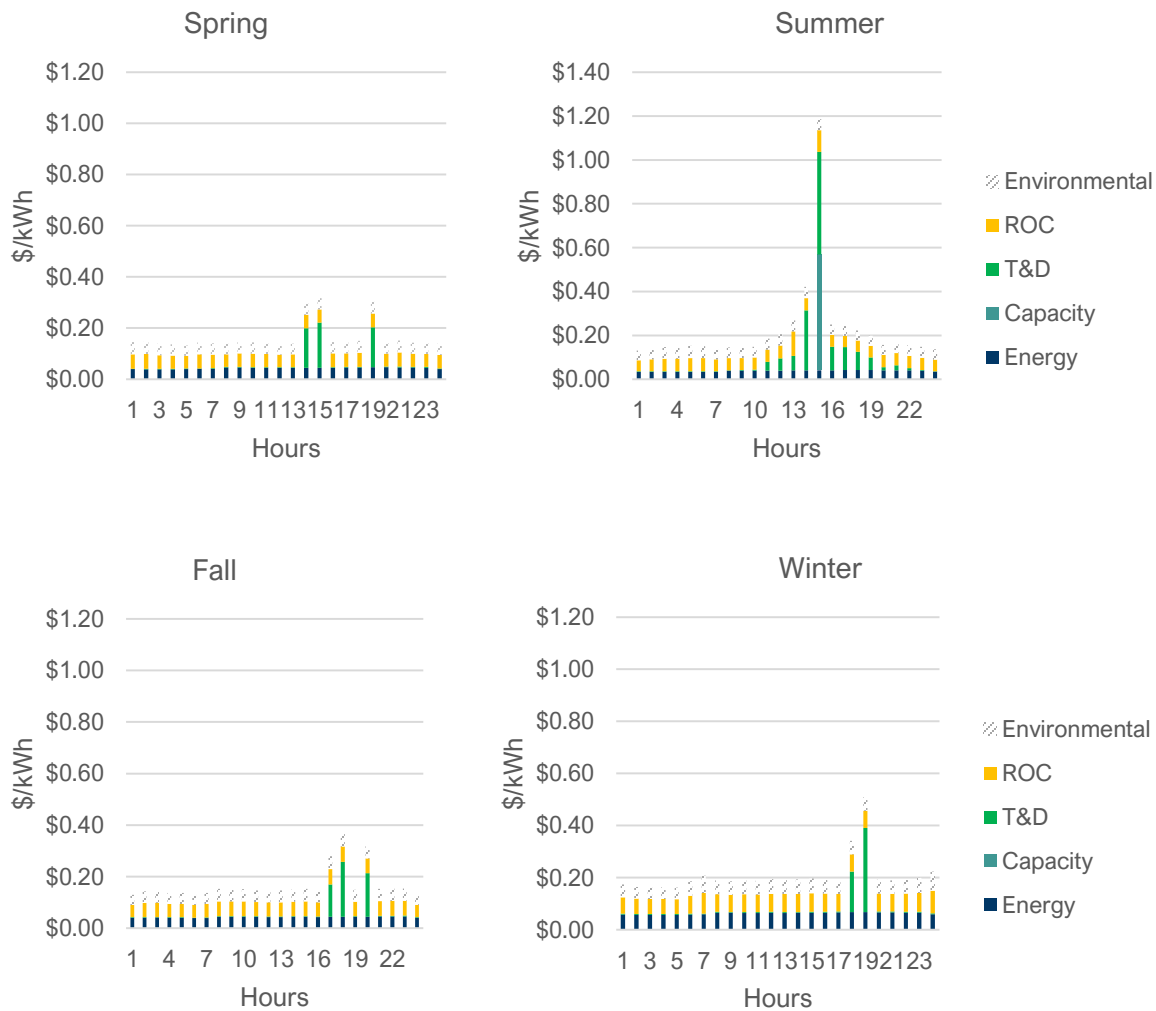 Spring
$1.20
$1.00
$0.80
$0.60
$0.40
$0.20
$0.00
$/kWh
1 3 5 7 9 11 13 15 17 19 21 23
Hours
Summer
$1.40
$1.20
$1.00
$0.80
$0.60
$0.40
$0.20
$0.00
$/kWh
1 4 7 10 13 16 19 22
Hours
Environmental
ROC
T&D
Capacity
Energy
Fall
$1.20
$1.00
$0.80
$0.60
$0.40
$0.20
$0.00
$/kWh
1 4 7 10 13 16 19 22
Hours
Winter
$1.20
$1.00
$0.80
$0.60
$0.40
$0.20
$0.00
$/kWh
1 3 5 7 9 11 13 15 17 19 21 23
Hours
Environmental
ROC
T&D
Capacity
Energy